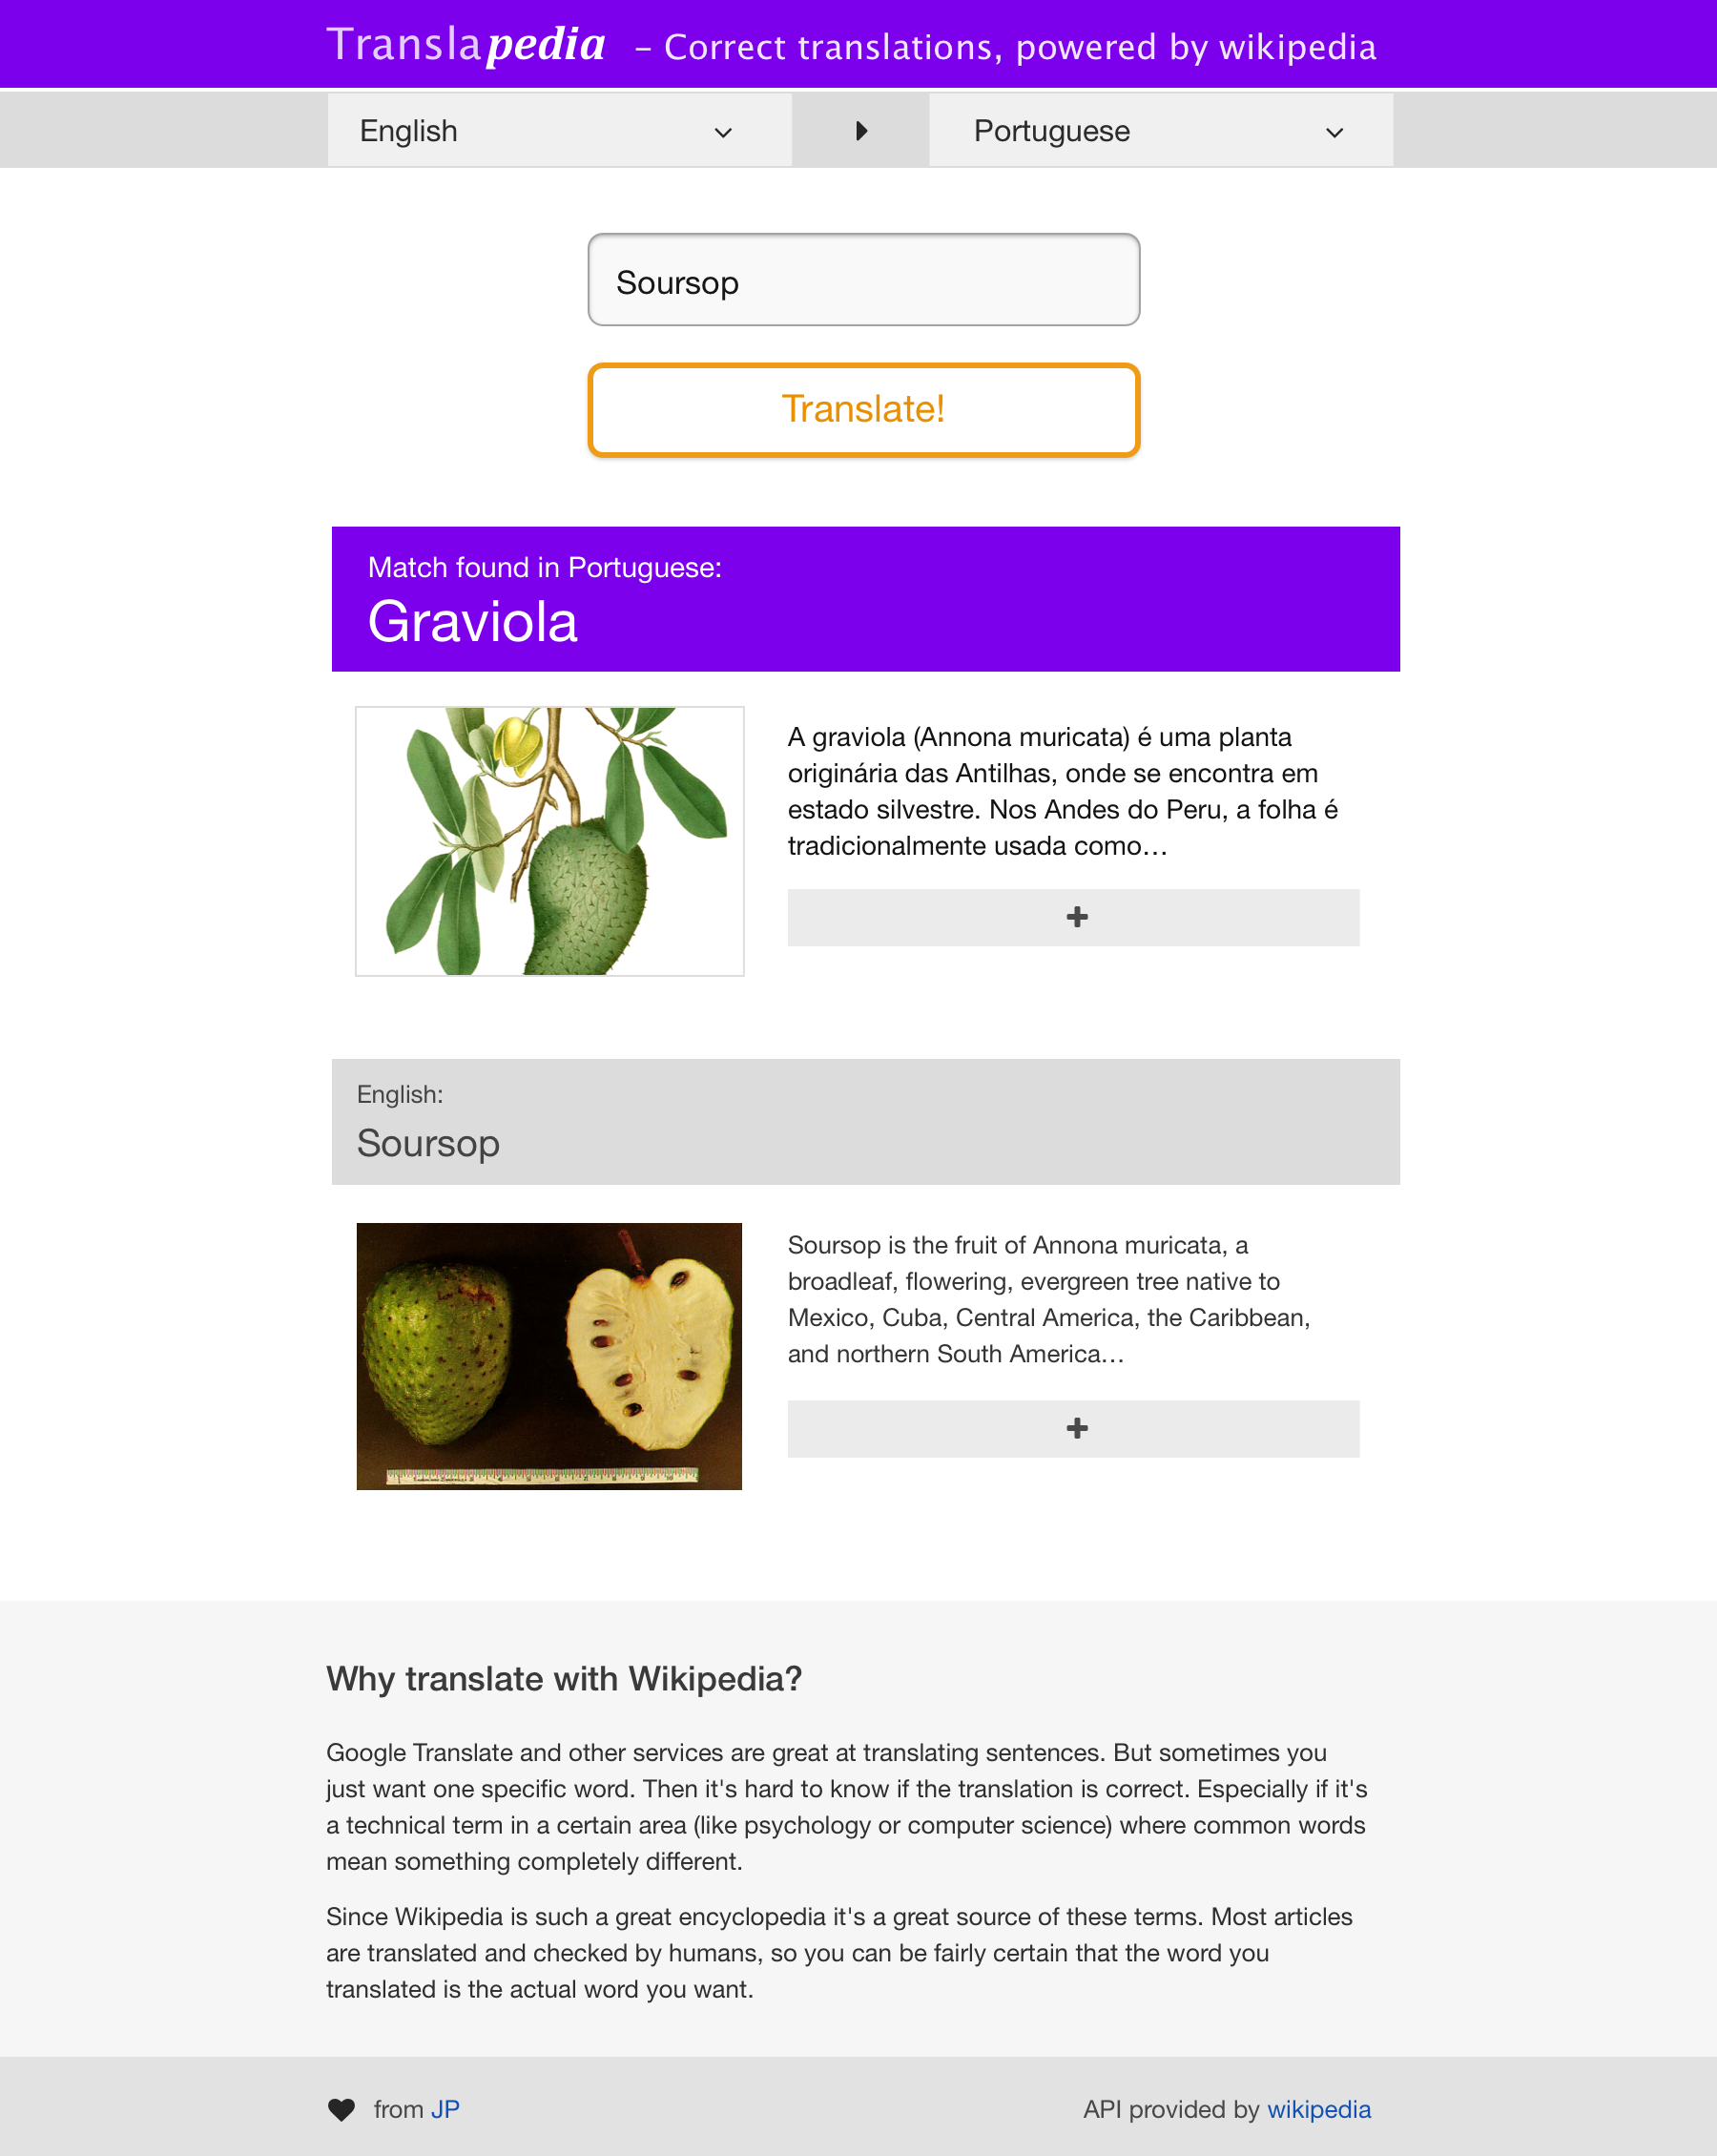 Translapedia – Correct translations, powered by wikipedia
English
Portuguese
Soursop
Translate!
Match found in Portuguese:
Graviola
A graviola (Annona muricata) é uma planta
originária das Antilhas, onde se encontra em
estado silvestre. Nos Andes do Peru, a folha é
tradicionalmente usada como…
English:
Soursop
Soursop is the fruit of Annona muricata, a
broadleaf, flowering, evergreen tree native to
Mexico, Cuba, Central America, the Caribbean,
and northern South America…
Why translate with Wikipedia?
Google Translate and other services are great at translating sentences. But sometimes you
just want one specific word. Then it's hard to know if the translation is correct. Especially if it's
a technical term in a certain area (like psychology or computer science) where common words
mean something completely different.
Since Wikipedia is such a great encyclopedia it's a great source of these terms. Most articles
are translated and checked by humans, so you can be fairly certain that the word you
translated is the actual word you want.
from JP
API provided by wikipedia